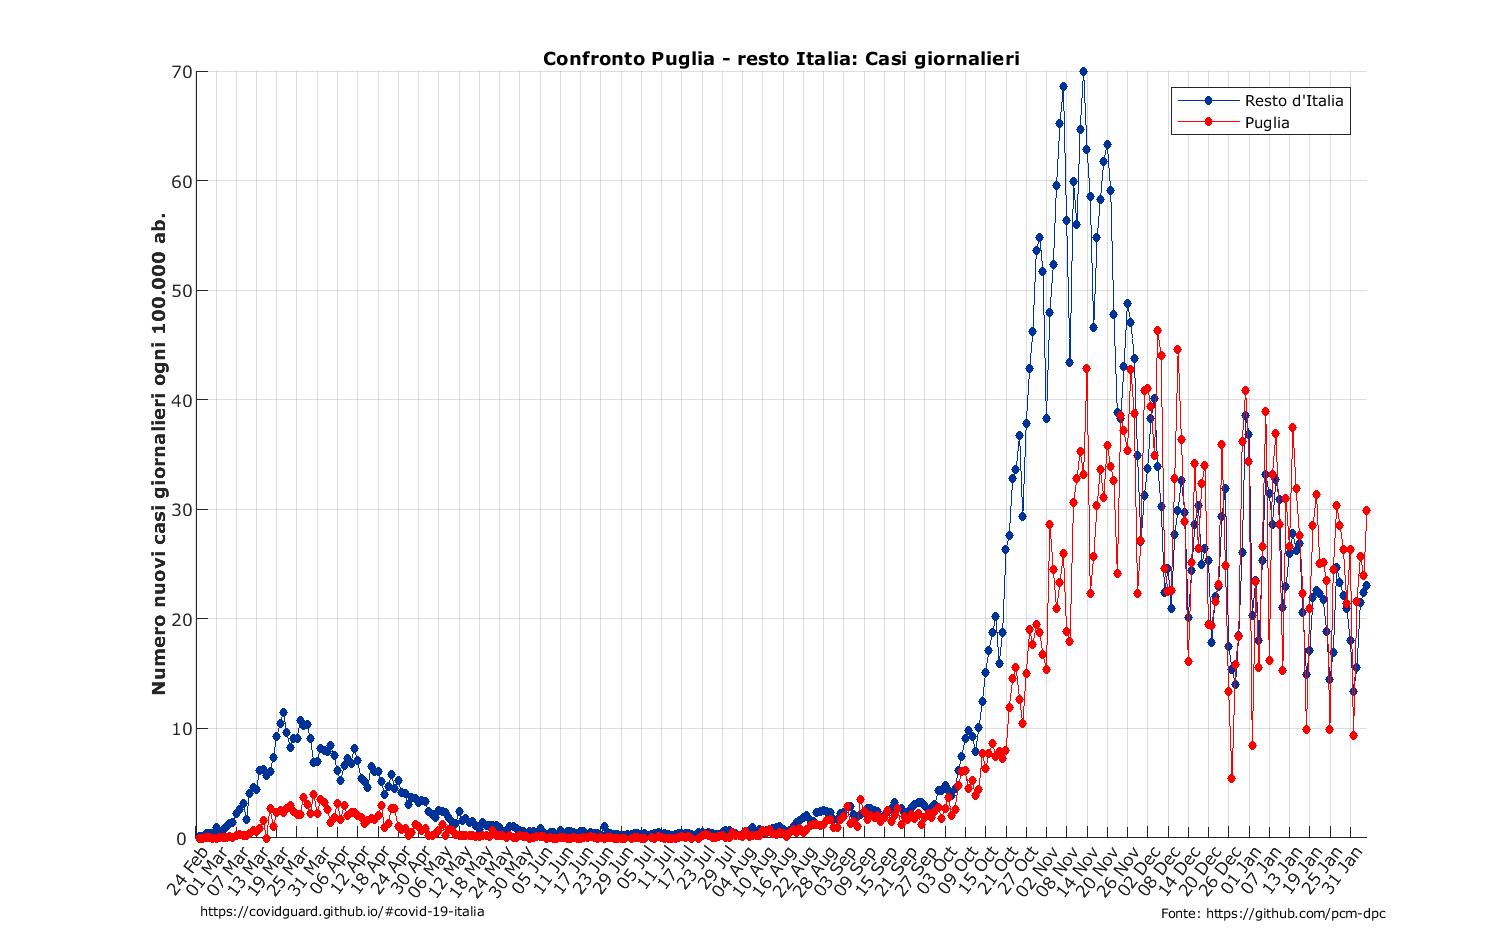 Confronto Puglia - resto Italia: Casi giornalieri
Resto d'Italia
Puglia
Numero nuovi casi giornalieri ogni 100.000 ab.
70
60
50
40
30
20
10
0
24 Feb
01 Mar
07 Mar
13 Mar
19 Mar
25 Mar
31 Mar
06 Apr
12 Apr
18 Apr
24 Apr
30 Apr
06 May
12 May
18 May
24 May
30 May
05 Jun
11 Jun
17 Jun
23 Jun
29 Jun
05 Jul
11 Jul
17 Jul
23 Jul
29 Jul
04 Aug
10 Aug
16 Aug
22 Aug
28 Aug
03 Sep
09 Sep
15 Sep
21 Sep
27 Sep
03 Oct
09 Oct
15 Oct
21 Oct
27 Oct
02 Nov
08 Nov
14 Nov
20 Nov
26 Nov
02 Dec
08 Dec
14 Dec
20 Dec
26 Dec
01 Jan
07 Jan
13 Jan
19 Jan
25 Jan
31 Jan
https://covidguard.github.io/#covid-19-italia
Fonte: https://github.com/pcm-dpc